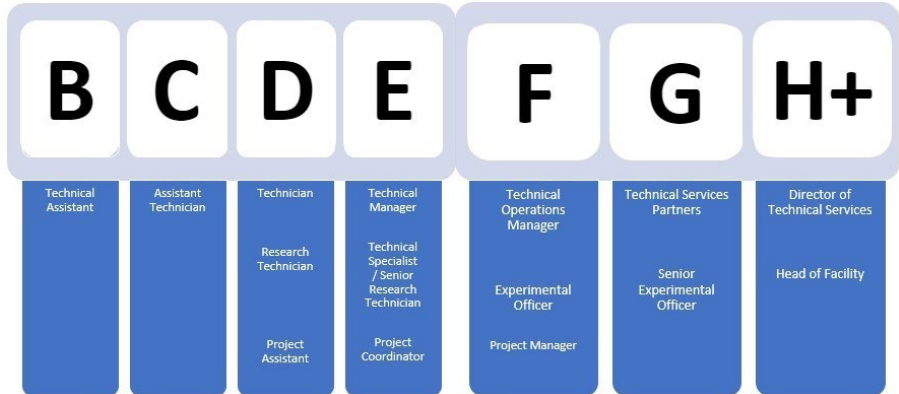 B
C
D
E
F
G
H+
Technical
Assistant
Assistant
Technician
Technician
Research
Technician
Project
Assistant
Technical
Manager
Technical
Specialist
/ Senior
Research
Technician
Project
Coordinator
Technical
Operations
Manager
Experimental
Officer
Project Manager
Technical Services
Partners
Senior
Experimental
Officer
Director of
Technical Services
Head of Facility